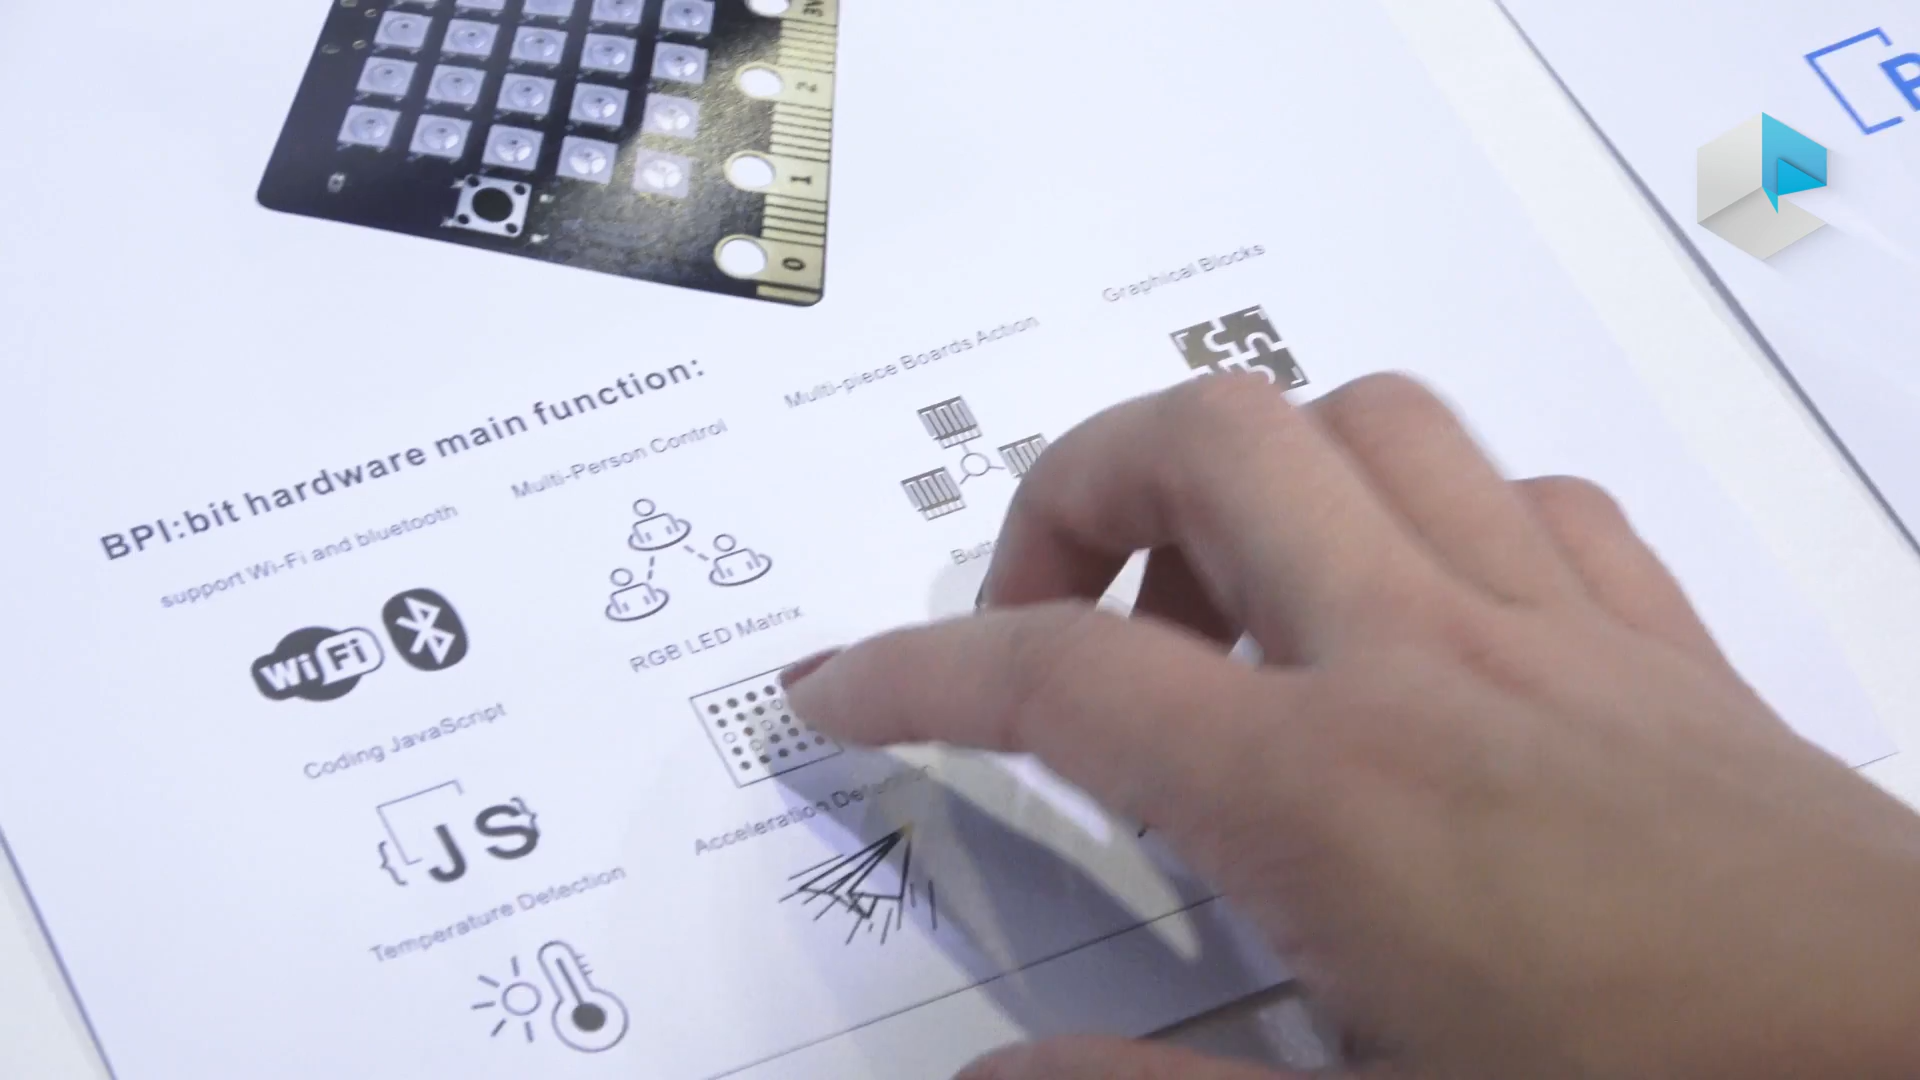 2
1
0
BPI:bit hardware main function:
support Wi-Fi and bluetooth
Multi-Person Control
Multi-piece Boards Action
Graphical Blocks
WiFi
Coding JavaScript
RGB LED Matrix
{JS}
Temperature Detection
Acceleration